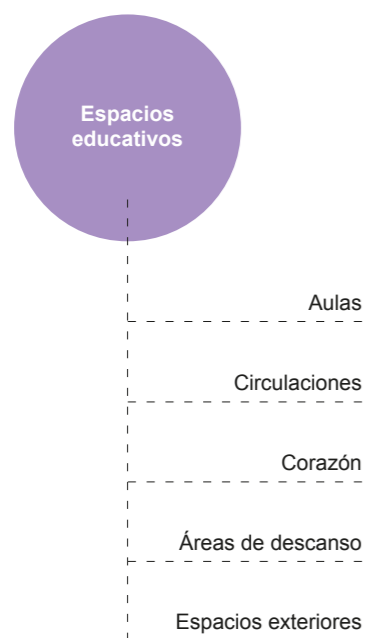 Espacios
educativos
Aulas
Circulaciones
Corazón
Áreas de descanso
Espacios exteriores